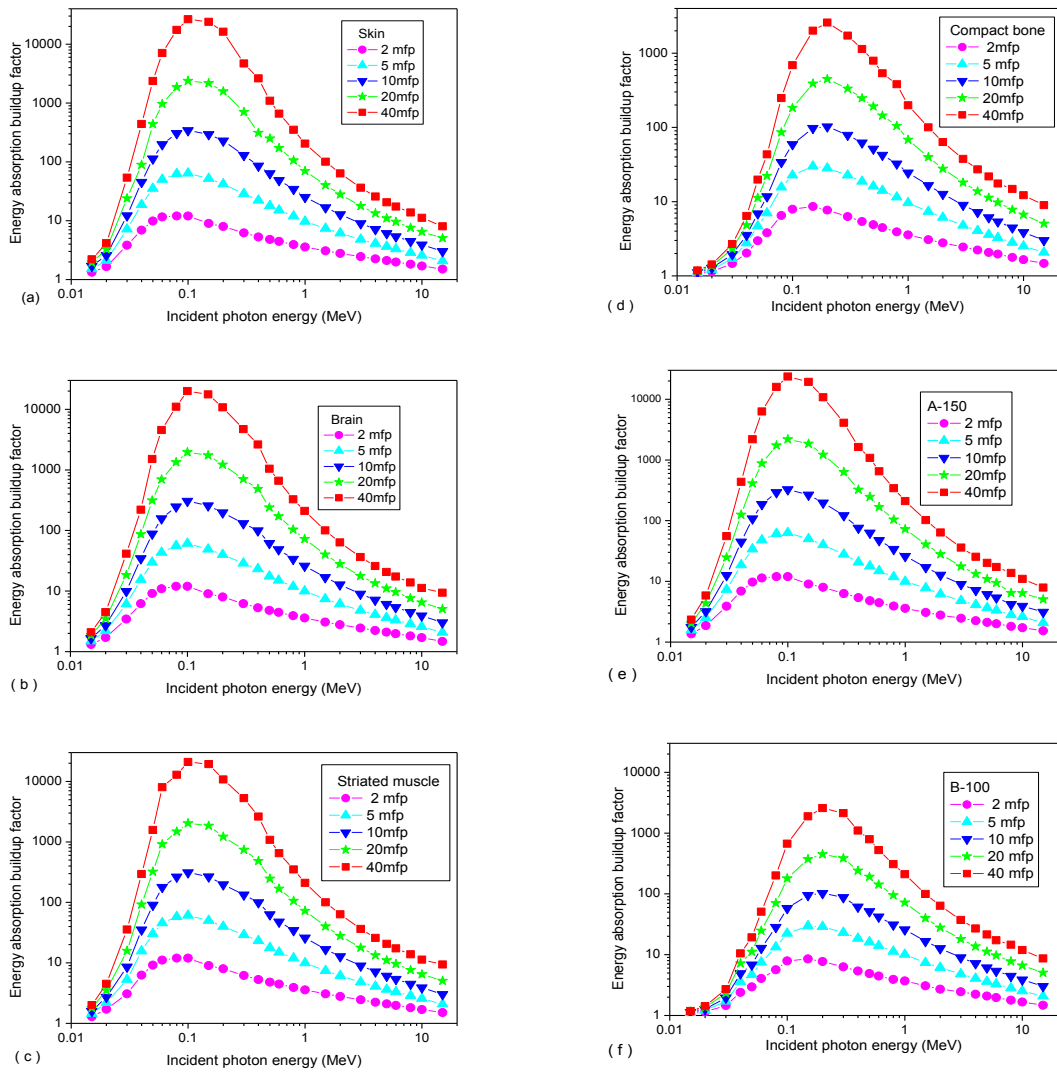 Energy absorption buildup factor
10000
1000
100
10
1
0.01
0.1
1
10
Incident photon energy (MeV)
(a)
Skin
2 mfp
5 mfp
10mfp
20mfp
40mfp
Energy absorption buildup factor
1000
100
10
1
0.01
0.1
1
10
Incident photon energy (MeV)
( d )
Compact bone
2mfp
5 mfp
10mfp
20mfp
40mfp
Energy absorption buildup factor
10000
1000
100
10
1
0.01
0.1
1
10
Incident photon energy (MeV)
( b )
Brain
2 mfp
5 mfp
10mfp
20mfp
40mfp
Energy absorption buildup factor
10000
1000
100
10
1
0.01
0.1
1
10
Incident photon energy (MeV)
( e )
A-150
2 mfp
5 mfp
10mfp
20mfp
40mfp
Energy absorption buildup factor
10000
1000
100
10
1
0.01
0.1
1
10
Incident photon energy (MeV)
( c )
Striated muscle
2 mfp
5 mfp
10mfp
20mfp
40mfp
Energy absorption buildup factor
10000
1000
100
10
1
0.01
0.1
1
10
Incident photon energy (MeV)
( f )
B-100
2 mfp
5 mfp
10 mfp
20 mfp
40 mfp